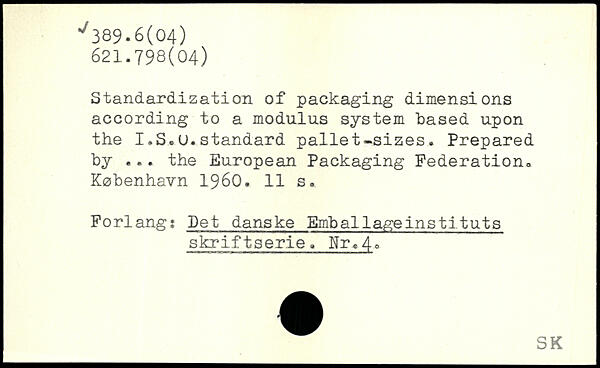 ✓389.6(04)
621.798(04)
Standardization of packaging dimensions
according to a modulus system based upon
the I.S.O.standard pallet-sizes. Prepared
by ... the European Packaging Federation.
København 1960. 11 s.
Forlang: Det danske Emballageinstituts
skriftserie. Nr.4.
SK